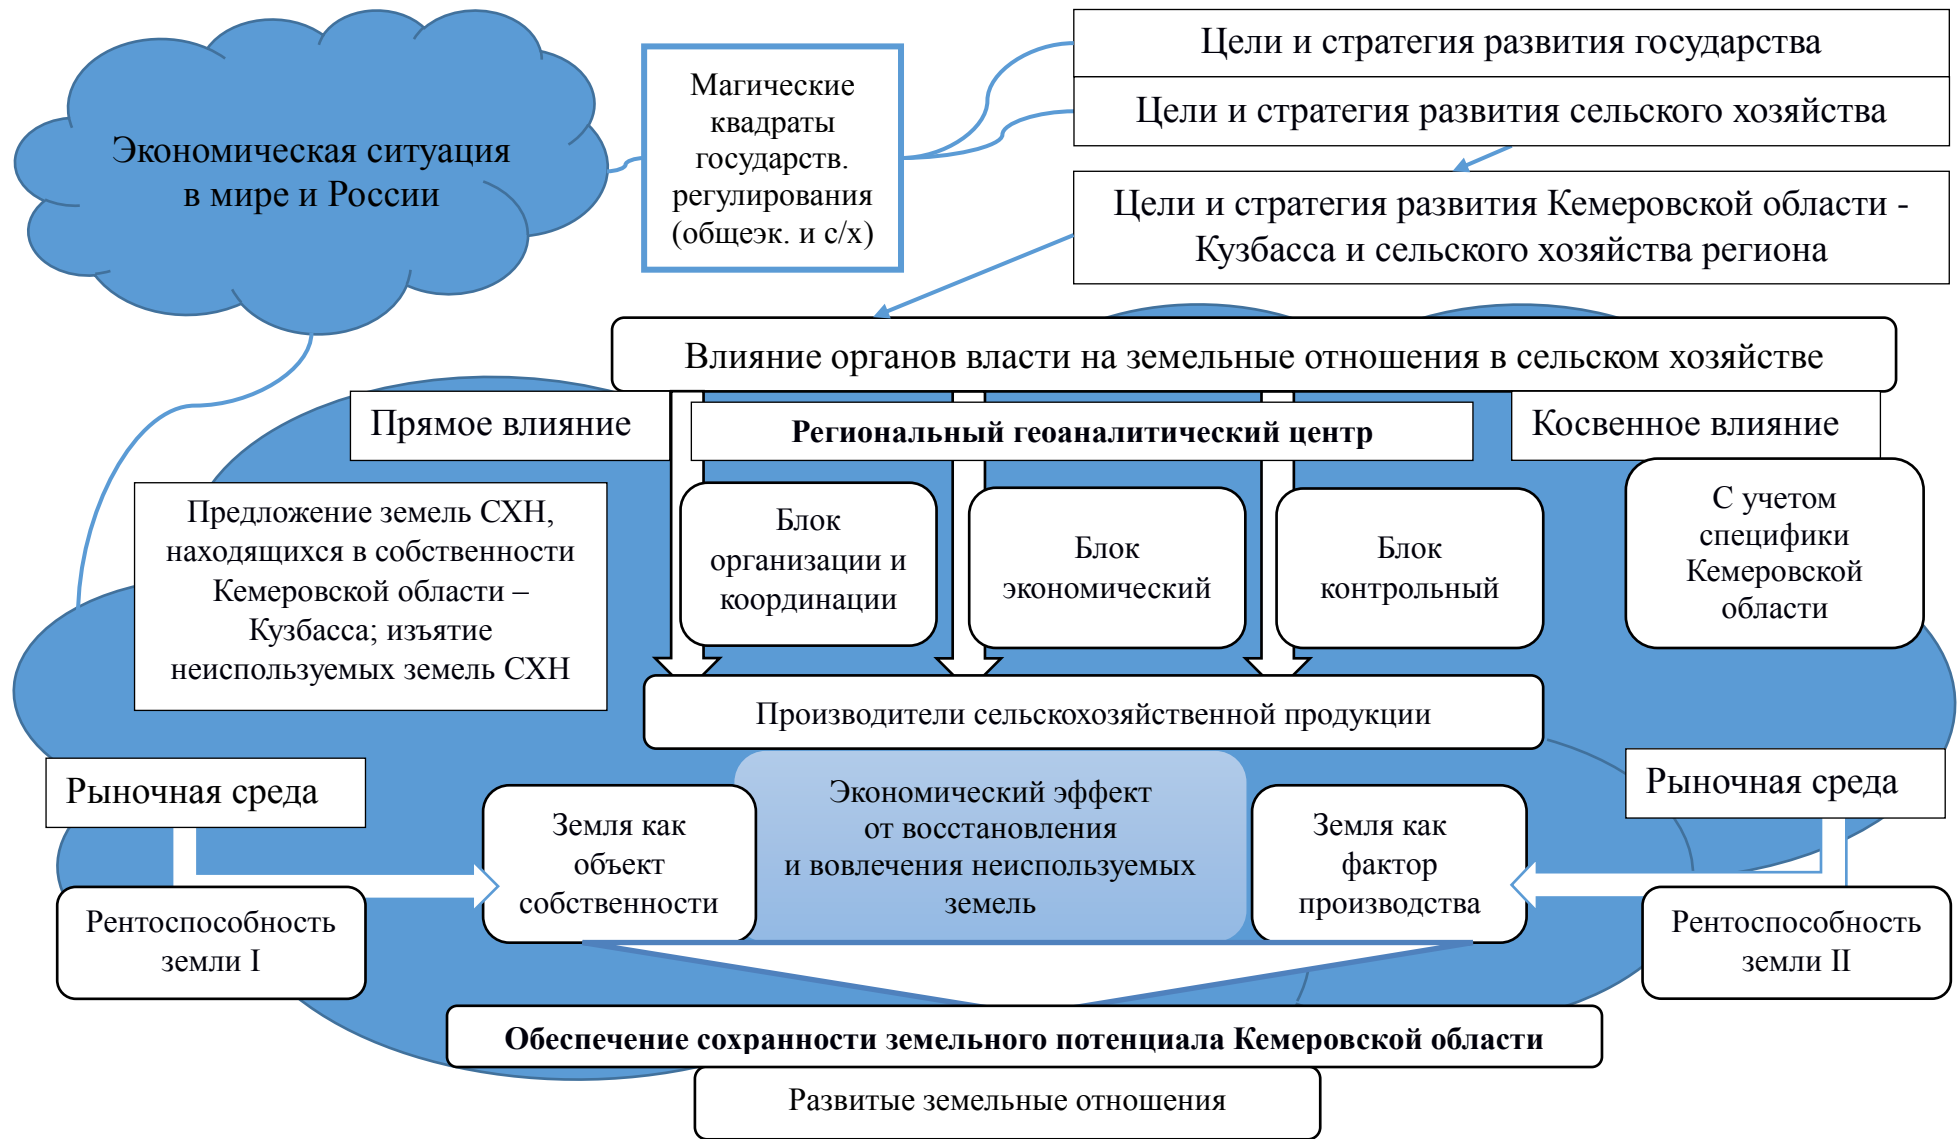 Экономическая ситуация
в мире и России
Магические
квадраты
государств.
регулирования
(общеэк. и с/х)
Цели и стратегия развития государства
Цели и стратегия развития сельского хозяйства
Цели и стратегия развития Кемеровской области -
Кузбасса и сельского хозяйства региона
Влияние органов власти на земельные отношения в сельском хозяйстве
Прямое влияние
Региональный геоаналитический центр
Косвенное влияние
Предложение земель СХН,
находящихся в собственности
Кемеровской области –
Кузбасса; изъятие
неиспользуемых земель СХН
Блок
организации и
координации
Блок
экономический
Блок
контрольный
С учетом
специфики
Кемеровской
области
Производители сельскохозяйственной продукции
Рыночная среда
Земля как
объект
собственности
Экономический эффект
от восстановления
и вовлечения неиспользуемых
земель
Земля как
фактор
производства
Рыночная среда
Рентоспособность
земли I
Рентоспособность
земли II
Обеспечение сохранности земельного потенциала Кемеровской области
Развитые земельные отношения